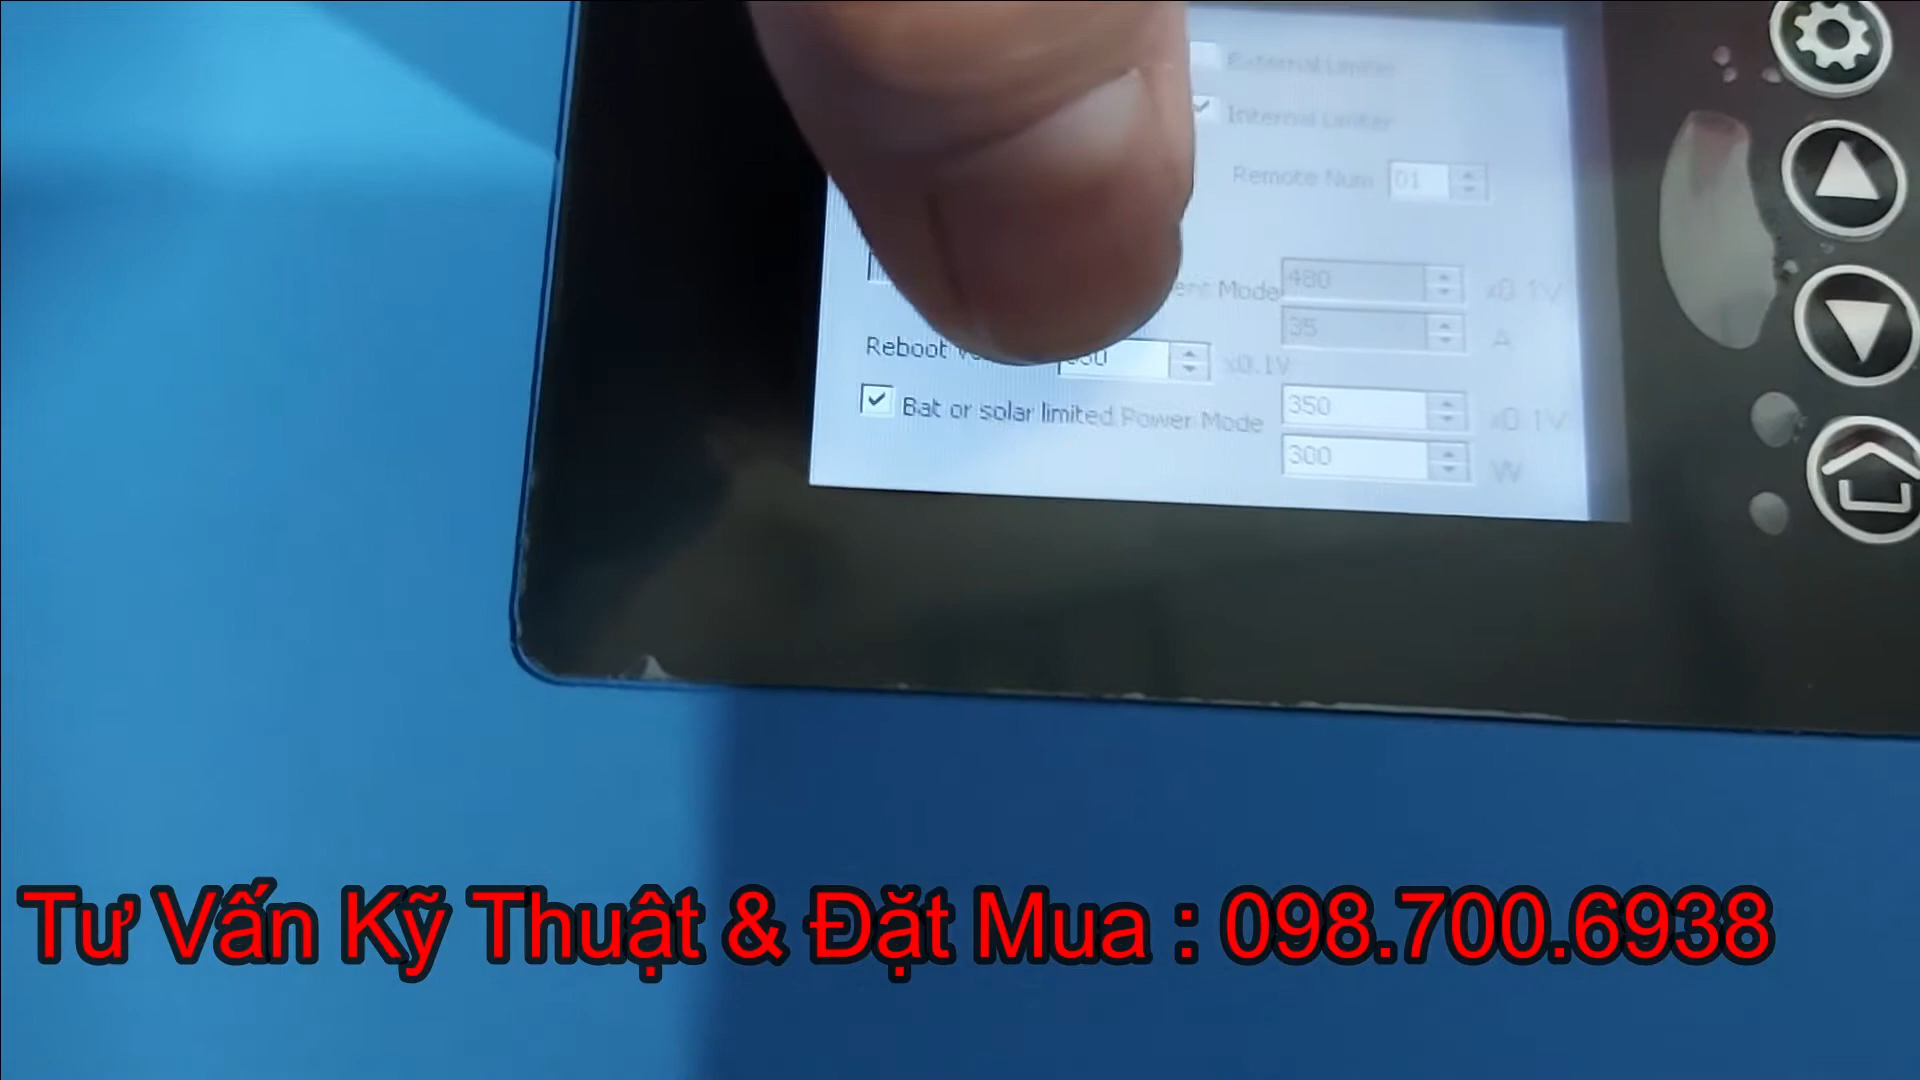 External Limiter
Internal Limiter
Remote Num 01
Mode 480 x0.1V
35 A
Reboot x0.1V
Bat or solar limited Power Mode 350 x0.1V
300 W
Tư Vấn Kỹ Thuật & Đặt Mua : 098.700.6938